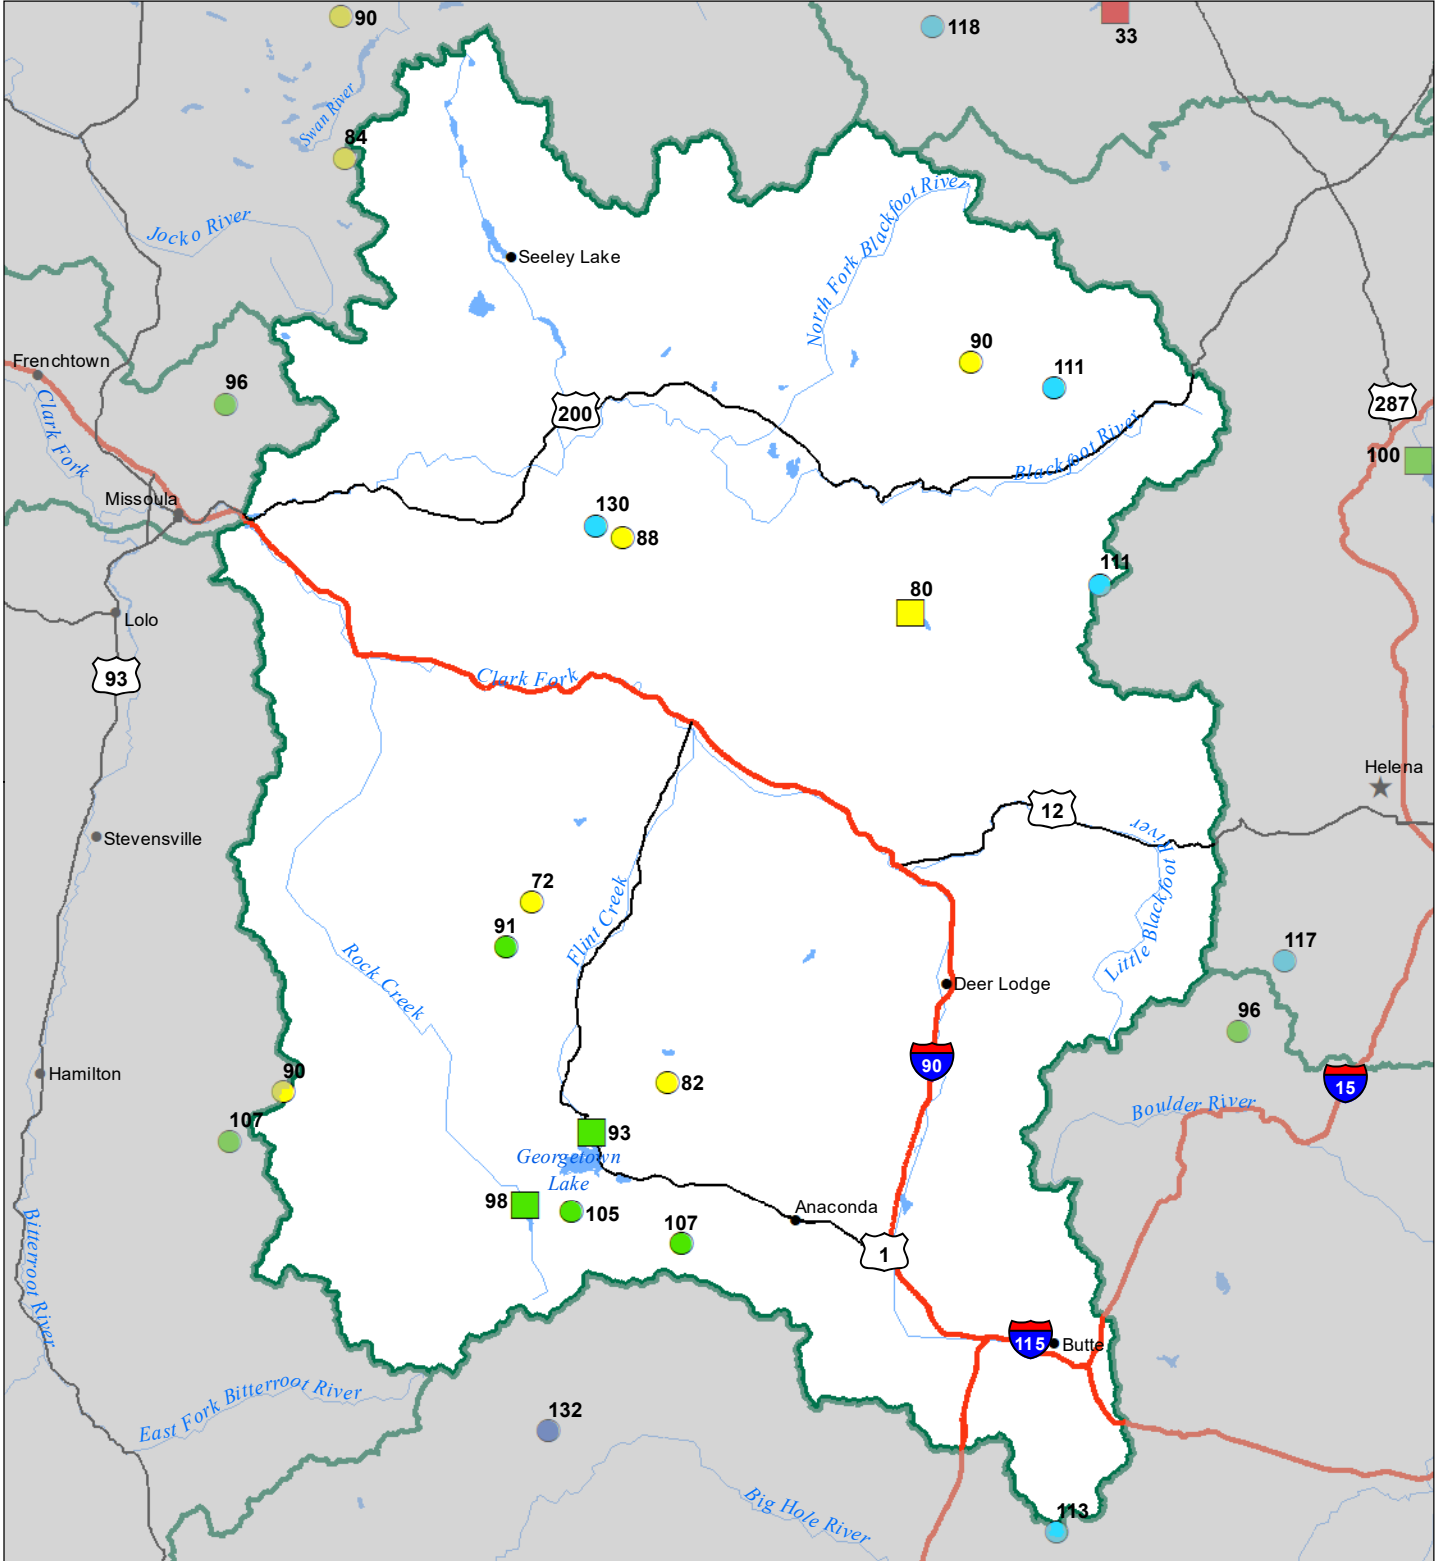 90
118
33
Swan River
84
Jocko River
North Fork Blackfoot River
Seeley Lake
Frenchtown
90
111
96
Clark Fork
200
287
Blackfoot River
100
Missoula
130
88
111
80
Lolo
93
Clark Fork
Helena
12
Little Blackfoot River
Stevensville
72
91
Flint Creek
117
Rock Creek
Deer Lodge
96
90
Hamilton
90
82
15
Boulder River
107
93
Georgetown
Lake
98
105
107
Anaconda
1
Bitterroot River
115
Butte
East Fork Bitterroot River
132
Big Hole River
113